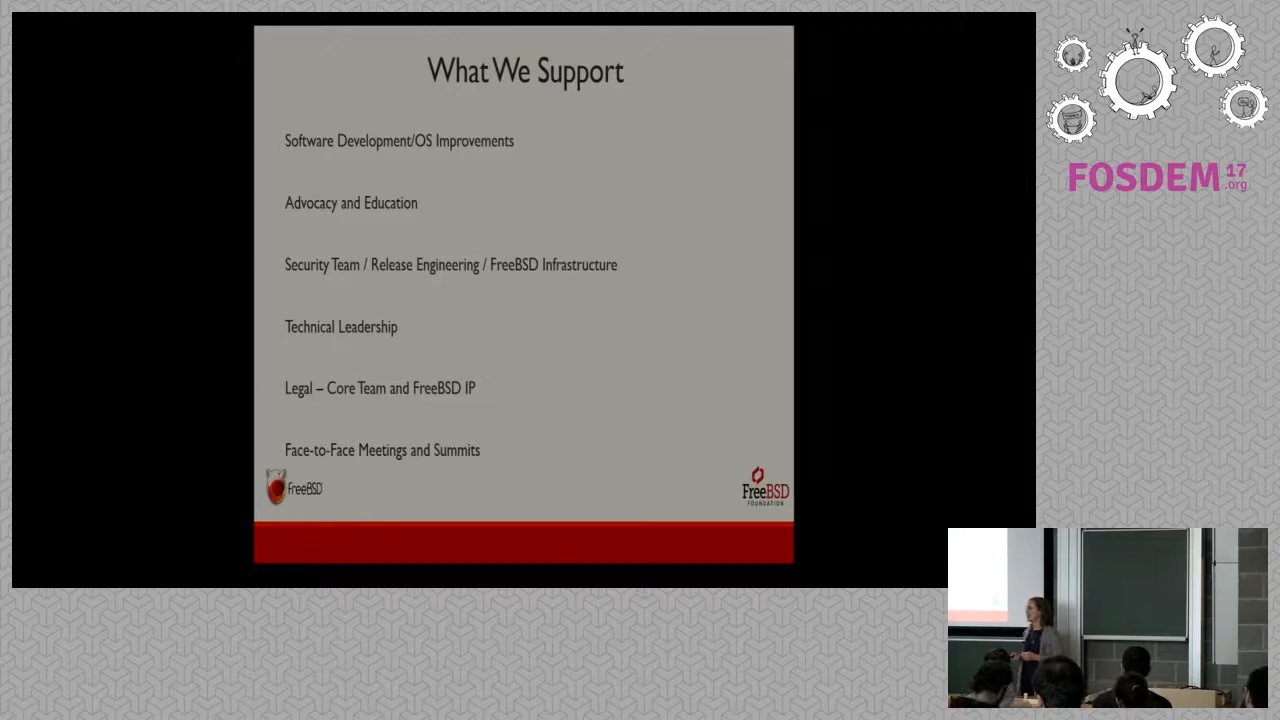 What We Support
Software Development/OS Improvements
Advocacy and Education
Security Team / Release Engineering / FreeBSD Infrastructure
Technical Leadership
Legal – Core Team and FreeBSD IP
Face-to-Face Meetings and Summits
FreeBSD
FreeBSD
FOUNDATION
FOSDEM 17
.org